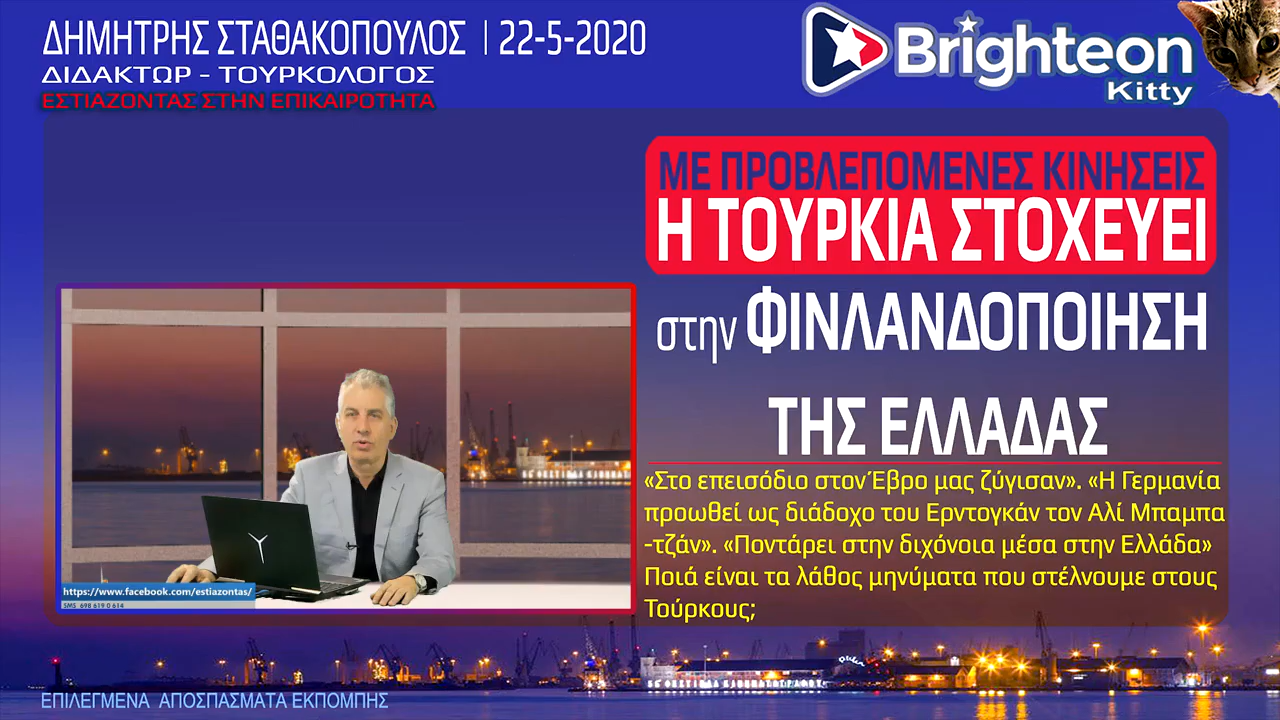 ΔΗΜΗΤΡΗΣ ΣΤΑΘΑΚΟΠΟΥΛΟΣ | 22-5-2020
ΔΙΔΑΚΤΩΡ - ΤΟΥΡΚΟΛΟΓΟΣ
ΕΣΤΙΑΖΟΝΤΑΣ ΣΤΗΝ ΕΠΙΚΑΙΡΟΤΗΤΑ
Brighteon
Kitty
ΜΕ ΠΡΟΒΛΕΠΟΜΕΝΕΣ ΚΙΝΗΣΕΙΣ
Η ΤΟΥΡΚΙΑ ΣΤΟΧΕΥΕΙ
στην ΦΙΝΛΑΝΔΟΠΟΙΗΣΗ
ΤΗΣ ΕΛΛΑΔΑΣ
«Στο επεισόδιο στον Έβρο μας ζύγισαν». «Η Γερμανία
προωθεί ως διάδοχο του Ερντογκάν τον Αλί Μπαμπα
-τζάν». «Ποντάρει στην διχόνοια μέσα στην Ελλάδα»
Ποιά είναι τα λάθος μηνύματα που στέλνουμε στους
Τούρκους;
https://www.facebook.com/estiazontas/
SMS 698 619 0 614
ΕΠΙΛΕΓΜΕΝΑ ΑΠΟΣΠΑΣΜΑΤΑ ΕΚΠΟΜΠΗΣ